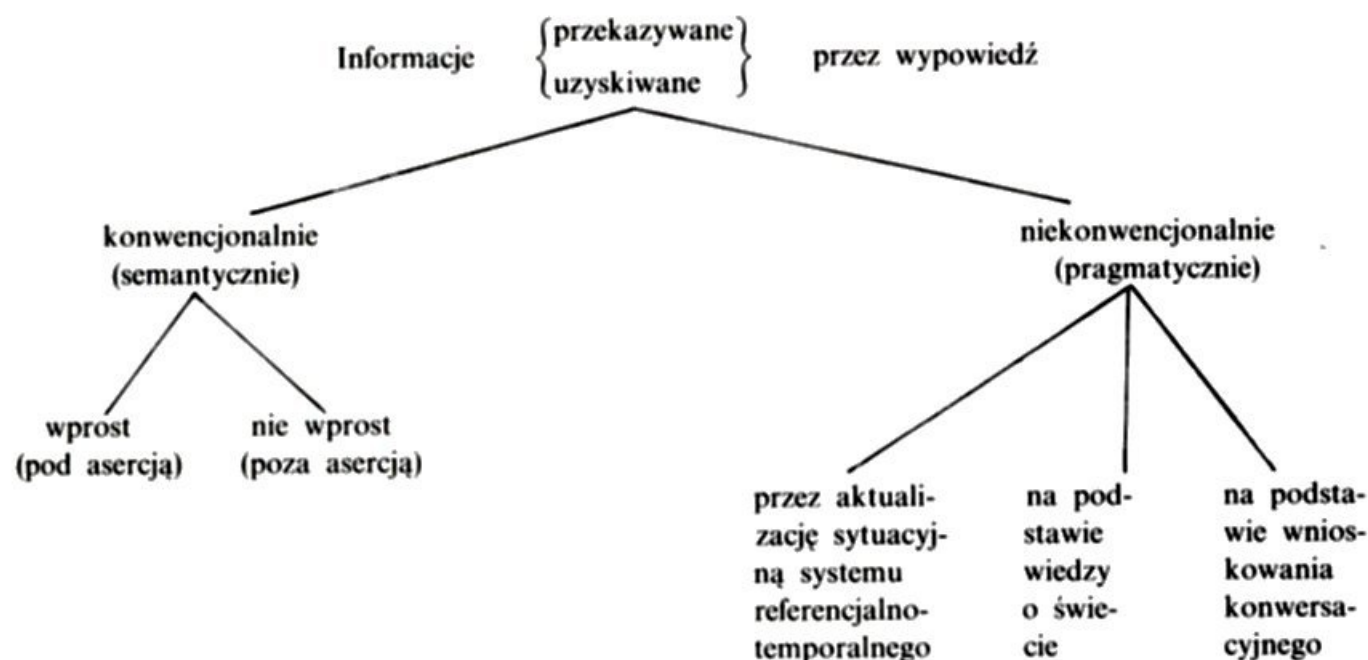 Informacje {przekazywane uzyskiwane} przez wypowiedź
konwencjonalnie
(semantycznie)
niekonwencjonalnie
(pragmatycznie)
wprost
(pod asercją)
nie wprost
(poza asercją)
przez aktuali-
zację sytuacyj-
ną systemu
referencjalno-
temporalnego
na pod-
stawie
wiedzy
o świe-
cie
na podsta-
wie wnios-
kowania
konwersa-
cyjnego